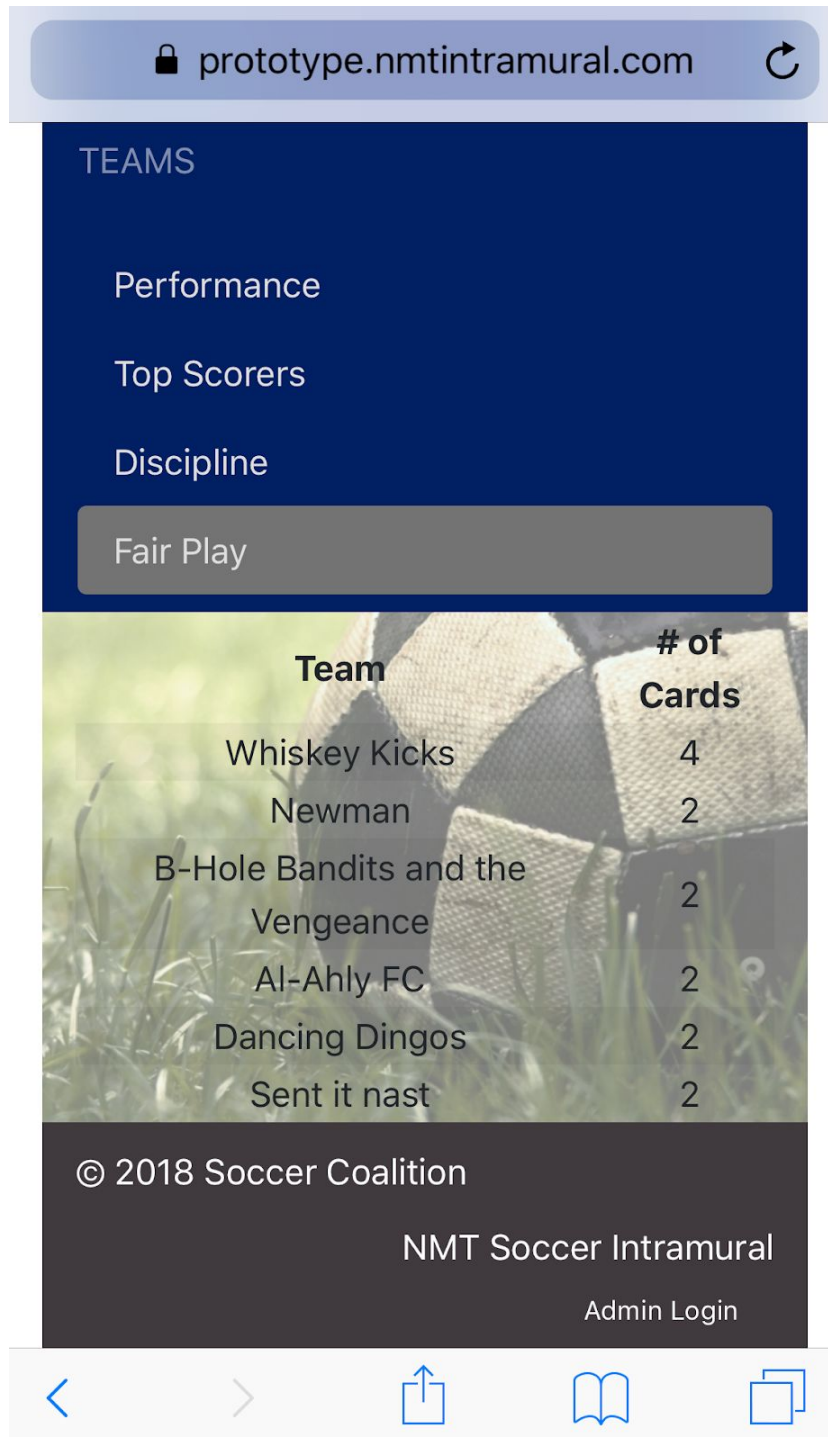 prototype.nmtintramural.com
TEAMS
Performance
Top Scorers
Discipline
Fair Play
Team # of Cards
Whiskey Kicks 4
Newman 2
B-Hole Bandits and the
Vengeance 2
Al-Ahly FC 2
Dancing Dingos 2
Sent it nast 2
© 2018 Soccer Coalition
NMT Soccer Intramural
Admin Login